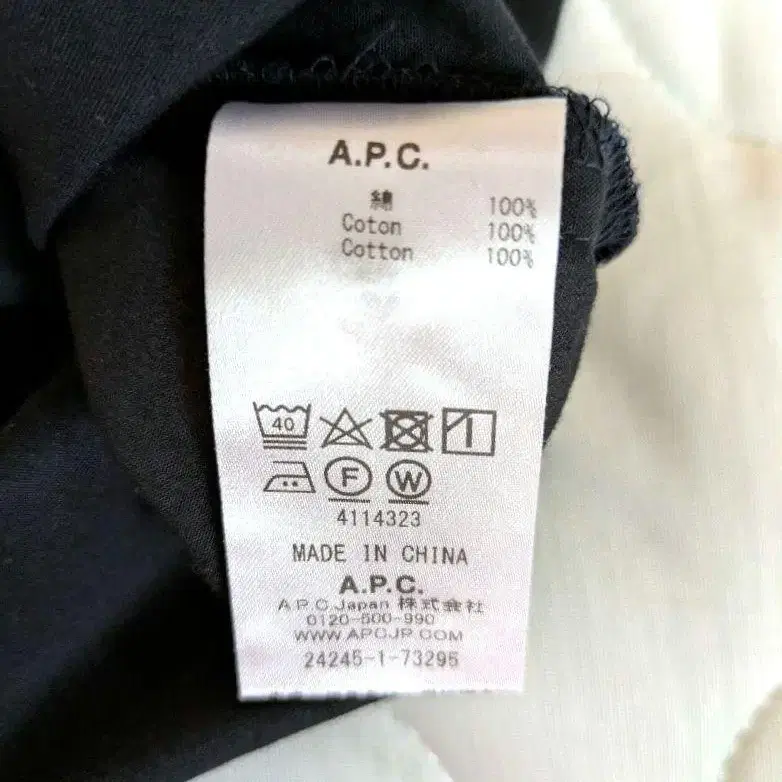 A.P.C.
綿 100%
Coton 100%
Cotton 100%
40
F W
4114323
MADE IN CHINA
A.P.C.
A.P.C.Japan 株式会社
0120-500-990
WWW.APCJP.COM
24245-1-73295